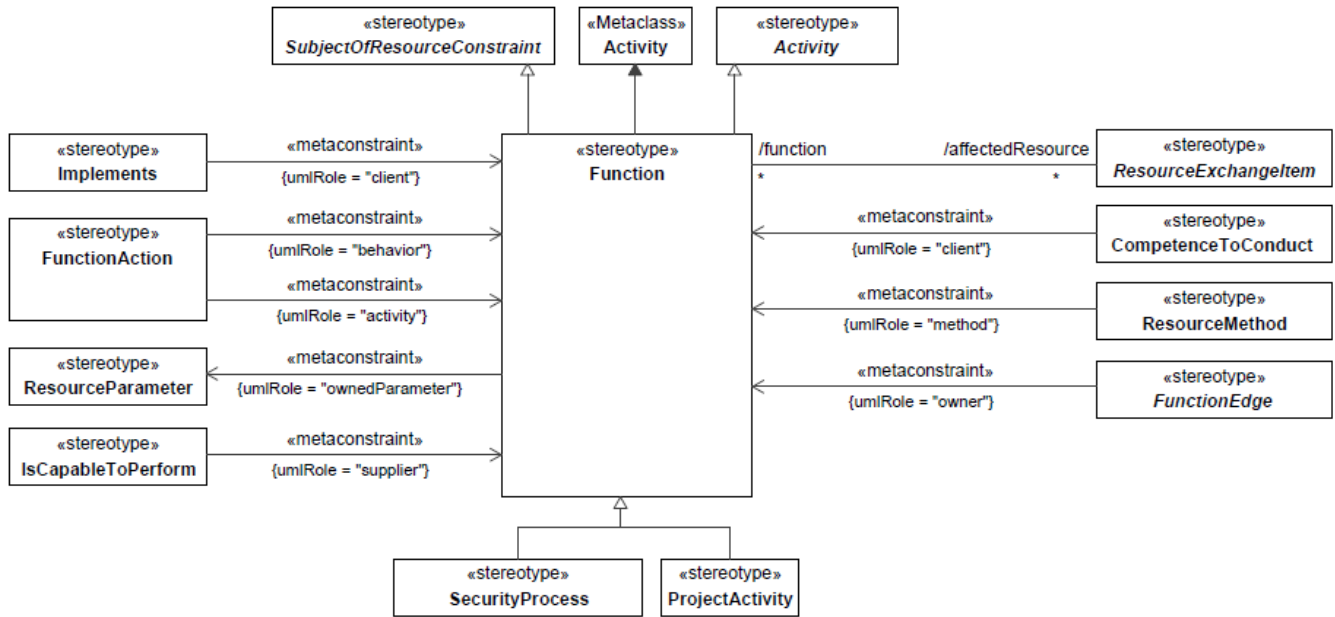 «stereotype»
SubjectOfResourceConstraint
«Metaclass»
Activity
«stereotype»
Activity
«stereotype»
Implements
«metaconstraint»
{umlRole = "client"}
«stereotype»
FunctionAction
«metaconstraint»
{umlRole = "behavior"}
«metaconstraint»
{umlRole = "activity"}
«stereotype»
ResourceParameter
«metaconstraint»
{umlRole = "ownedParameter"}
«stereotype»
IsCapableToPerform
«metaconstraint»
{umlRole = "supplier"}
«stereotype»
Function
/function
*
/affectedResource
*
«stereotype»
ResourceExchangeItem
«metaconstraint»
{umlRole = "client"}
«stereotype»
CompetenceToConduct
«metaconstraint»
{umlRole = "method"}
«stereotype»
ResourceMethod
«metaconstraint»
{umlRole = "owner"}
«stereotype»
FunctionEdge
«stereotype»
SecurityProcess
«stereotype»
ProjectActivity